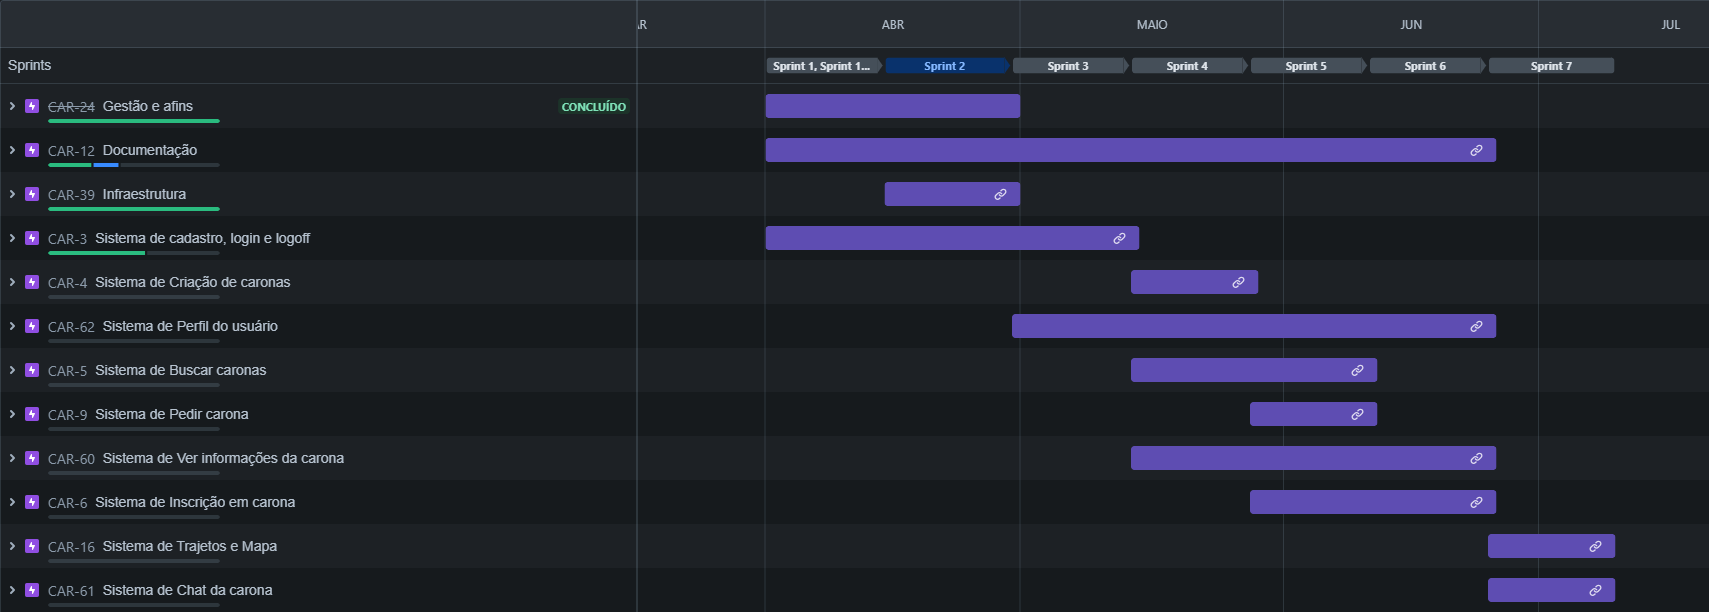 ABR MAIO JUN JUL
Sprints Sprint 1, Sprint 1... Sprint 2 Sprint 3 Sprint 4 Sprint 5 Sprint 6 Sprint 7
CAR-24 Gestão e afins CONCLUÍDO
CAR-12 Documentação
CAR-39 Infraestrutura
CAR-3 Sistema de cadastro, login e logoff
CAR-4 Sistema de Criação de caronas
CAR-62 Sistema de Perfil do usuário
CAR-5 Sistema de Buscar caronas
CAR-9 Sistema de Pedir carona
CAR-60 Sistema de Ver informações da carona
CAR-6 Sistema de Inscrição em carona
CAR-16 Sistema de Trajetos e Mapa
CAR-61 Sistema de Chat da carona